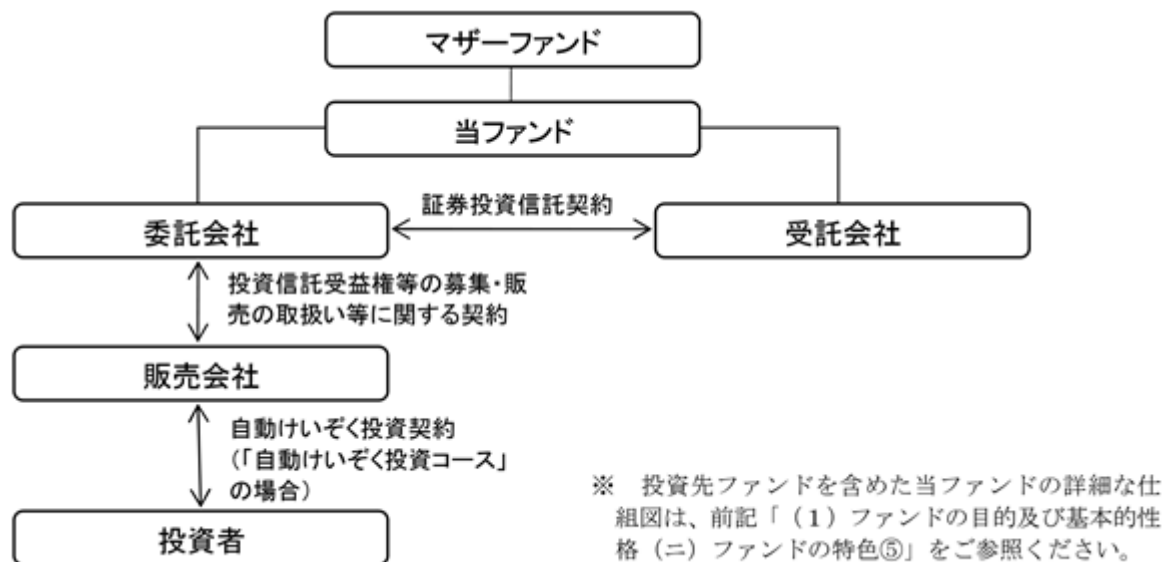 マザーファンド
当ファンド
証券投資信託契約
委託会社
受託会社
投資信託受益権等の募集・販
売の取扱い等に関する契約
販売会社
自動けいぞく投資契約
(「自動けいぞく投資コース」
の場合)
投資者
※ 投資先ファンドを含めた当ファンドの詳細な仕
組図は、前記「(1)ファンドの目的及び基本的性
格(ニ)ファンドの特色⑤」をご参照ください。